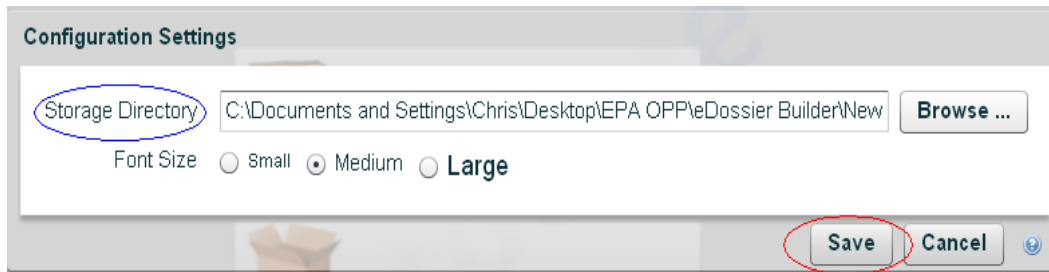 Configuration Settings
Storage Directory C:\Documents and Settings\Chris\Desktop\EPA OPP\eDossier Builder\New Browse ...
Font Size Small Medium Large
Save Cancel ?